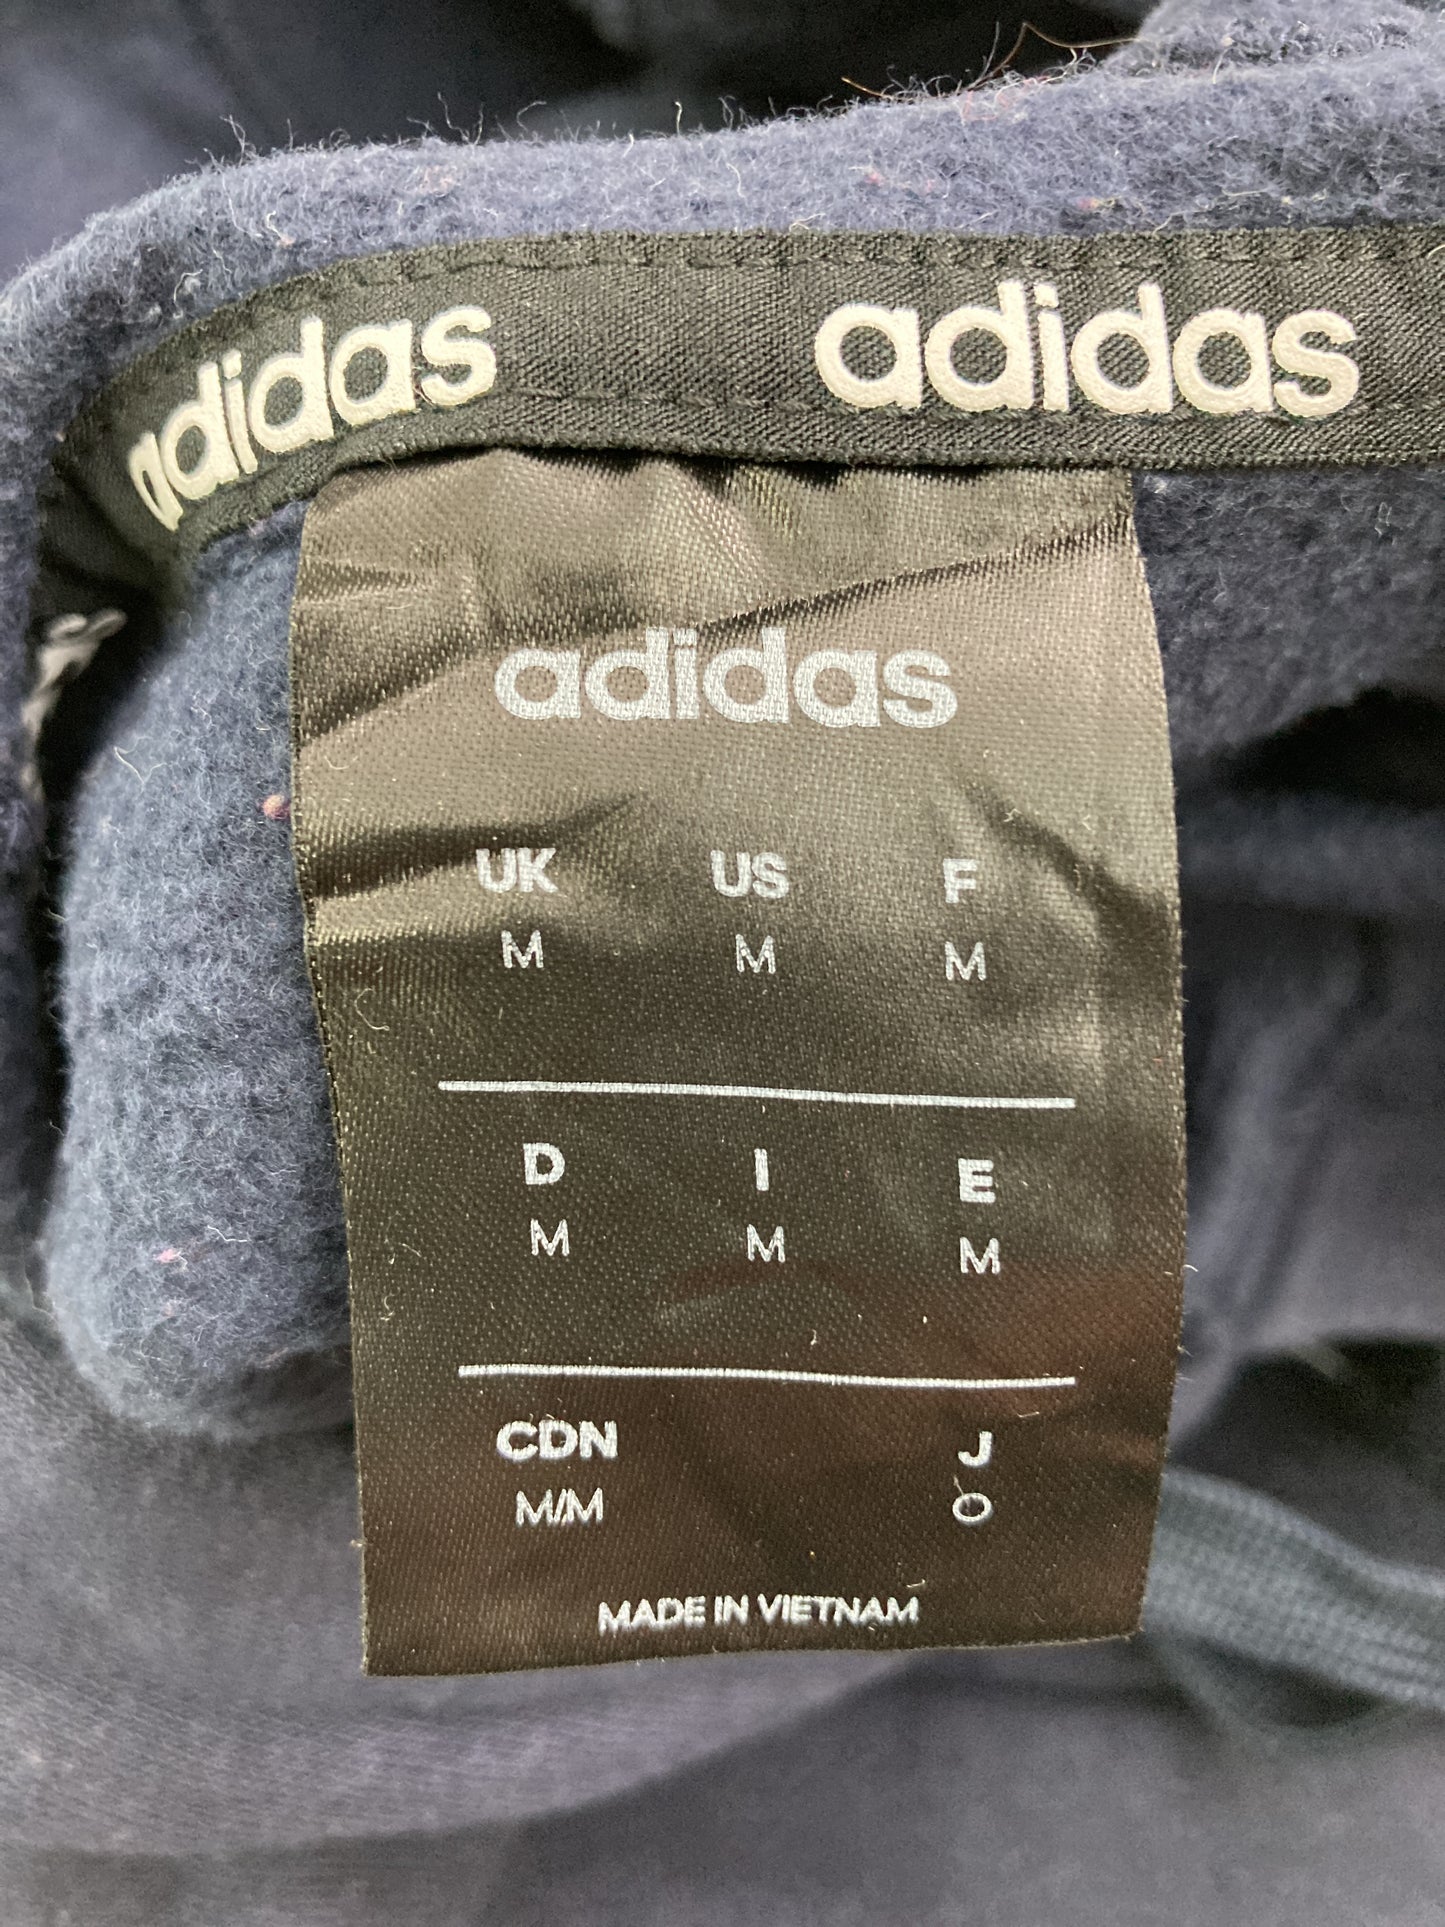 adidas adidas
adidas
UK US F
M M M
D I E
M M M
CDN J
M/M O
MADE IN VIETNAM